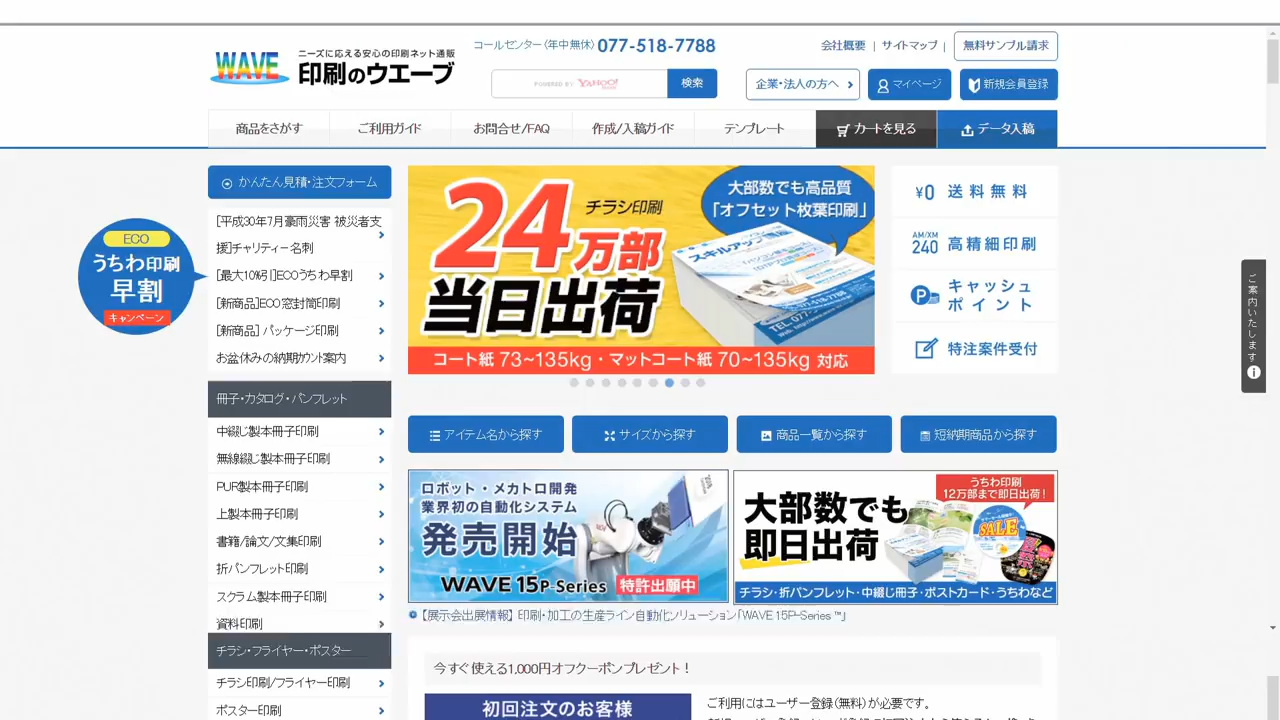 WAVE
ニーズに応える安心の印刷ネット通販
印刷のウエーブ
コールセンター（年中無休）077-518-7788
会社概要 | サイトマップ |
無料サンプル請求
POWERED BY YAHOO!
検索
企業・法人の方へ
マイページ
新規会員登録
商品をさがす
ご利用ガイド
お問合せ/FAQ
作成/入稿ガイド
テンプレート
カートを見る
データ入稿
ECO
うちわ印刷
早割
キャンペーン
かんたん見積・注文フォーム
[平成30年7月豪雨災害 被災者支
援]チャリティー名刺
[最大10%引]ECOうちわ早割
[新商品]ECO窓封筒印刷
[新商品] パッケージ印刷
お盆休みの納期カウント案内
冊子・カタログ・パンフレット
中綴じ製本冊子印刷
無線綴じ製本冊子印刷
PUR製本冊子印刷
上製本冊子印刷
書籍/論文/文集印刷
折パンフレット印刷
スクラム製本冊子印刷
資料印刷
チラシ・フライヤー・ポスター
チラシ印刷/フライヤー印刷
ポスター印刷
24万部
チラシ印刷
当日出荷
大部数でも高品質
「オフセット枚葉印刷」
スキルアップ
TEL.077-518-7788
コート紙 73~135kg・マットコート紙 70~135kg 対応
¥0 送料無料
AM/XM
240 高精細印刷
P キャッシュ
ポイント
特注案件受付
ご案内いたします
アイテム名から探す
サイズから探す
商品一覧から探す
短納期商品から探す
ロボット・メカトロ開発
業界初の自動化システム
発売開始
WAVE 15P-Series 特許出願中
大部数でも
即日出荷
うちわ印刷
12万部まで即日出荷！
SALE
チラシ・折パンフレット・中綴じ冊子・ポストカード・うちわなど
【展示会出展情報】 印刷・加工の生産ライン自動化ソリューション「WAVE 15P-Series ™」
今すぐ使える1,000円オフクーポンプレゼント！
初回注文のお客様
ご利用にはユーザー登録（無料）が必要です。